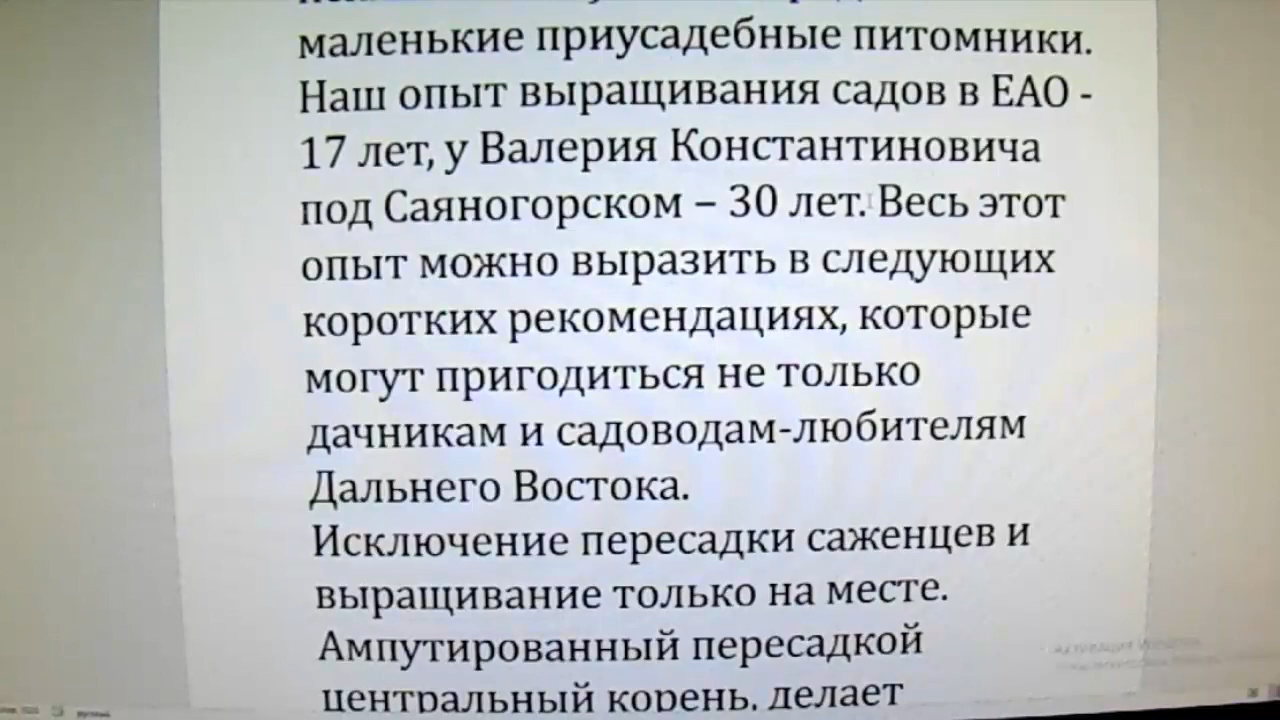 маленькие приусадебные питомники.
Наш опыт выращивания садов в ЕАО -
17 лет, у Валерия Константиновича
под Саяногорском – 30 лет. Весь этот
опыт можно выразить в следующих
коротких рекомендациях, которые
могут пригодиться не только
дачникам и садоводам-любителям
Дальнего Востока.
Исключение пересадки саженцев и
выращивание только на месте.
Ампутированный пересадкой
центральный корень, делает